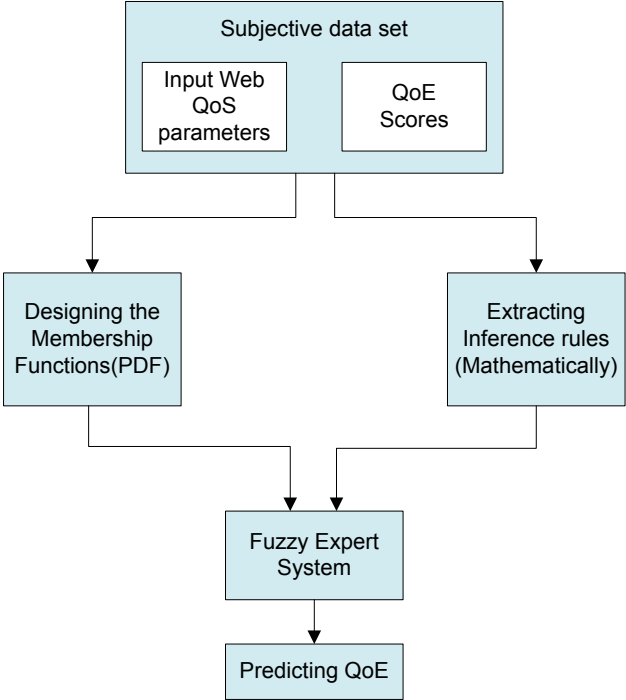 Subjective data set
Input Web
QoS
parameters
QoE
Scores
Designing the
Membership
Functions(PDF)
Extracting
Inference rules
(Mathematically)
Fuzzy Expert
System
Predicting QoE